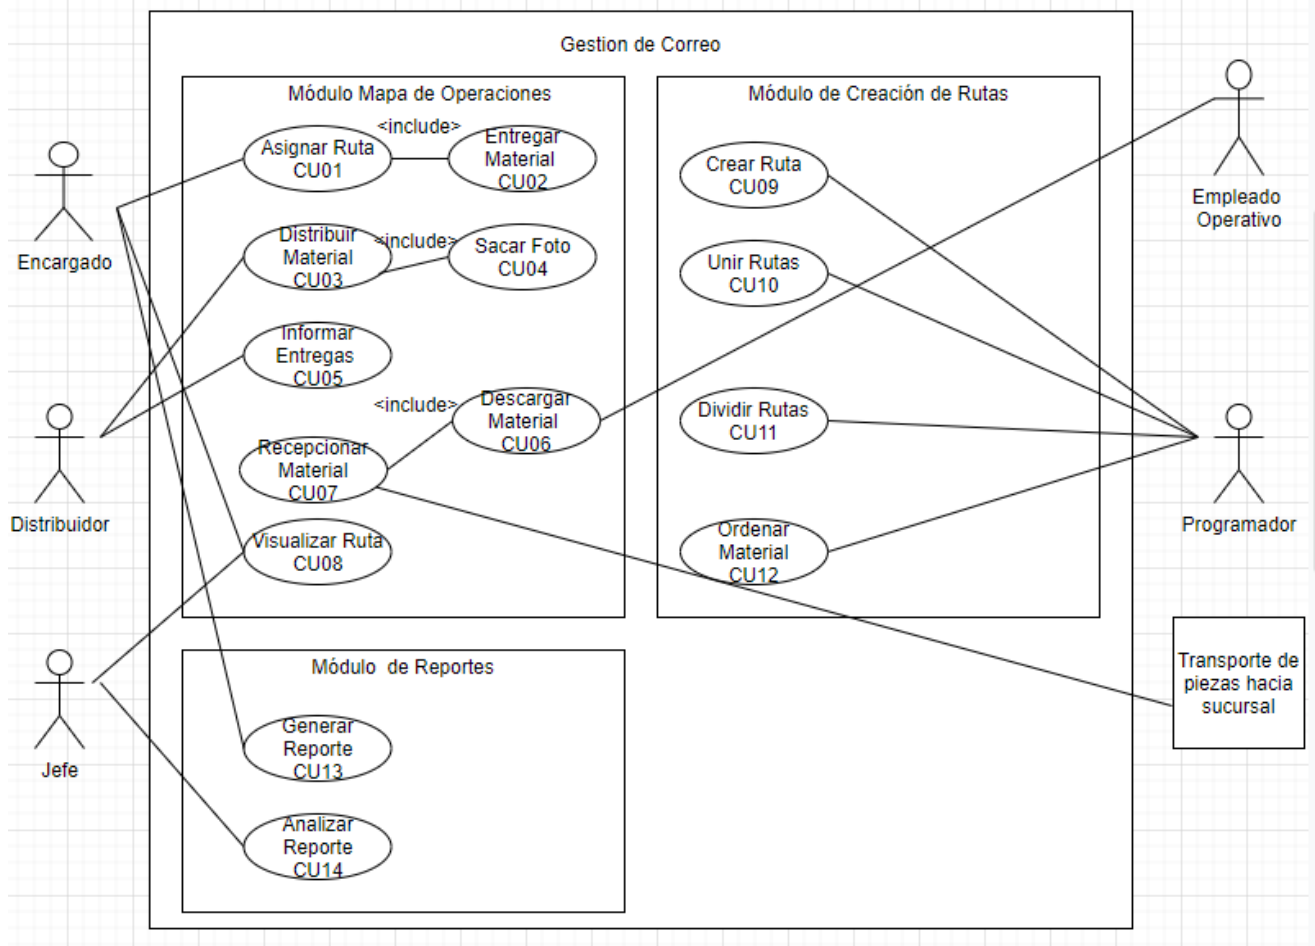 Gestion de Correo
Módulo Mapa de Operaciones
<include>
Asignar Ruta
CU01
Entregar
Material
CU02
Distribuir
Material
CU03
<include>
Sacar Foto
CU04
Informar
Entregas
CU05
<include>
Descargar
Material
CU06
Recepcionar
Material
CU07
Visualizar Ruta
CU08
Módulo de Creación de Rutas
Crear Ruta
CU09
Unir Rutas
CU10
Dividir Rutas
CU11
Ordenar
Material
CU12
Módulo de Reportes
Generar
Reporte
CU13
Analizar
Reporte
CU14
Encargado
Distribuidor
Jefe
Empleado
Operativo
Programador
Transporte de
piezas hacia
sucursal